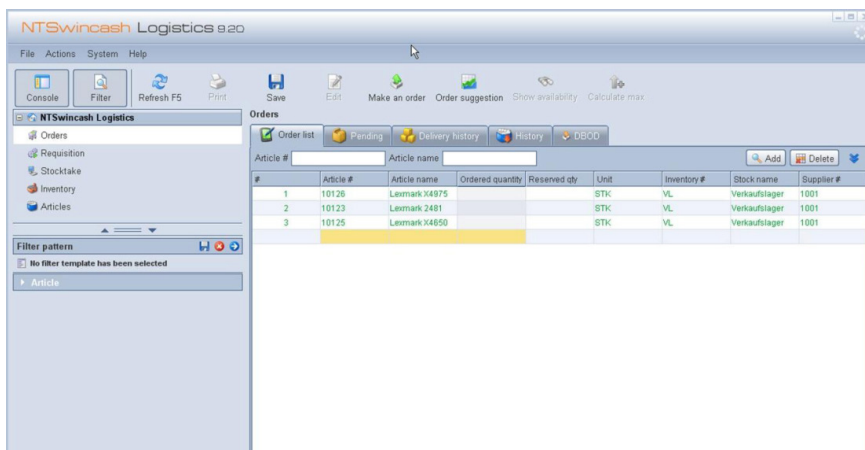 NTSwincash Logistics 9.20
File Actions System Help
Console Filter Refresh F5 Print Save Edit Make an order Order suggestion Show availability Calculate max
NTSwincash Logistics
Orders
Requisition
Stocktake
Inventory
Articles
Filter pattern
No filter template has been selected
Article
Orders
Order list Pending Delivery history History DBOD
Article # Article name Add Delete
# Article # Article name Ordered quantity Reserved qty Unit Inventory # Stock name Supplier #
1 10126 Lexmark X4975 STK VL Verkaufslager 1001
2 10123 Lexmark 2481 STK VL Verkaufslager 1001
3 10125 Lexmark X4650 STK VL Verkaufslager 1001